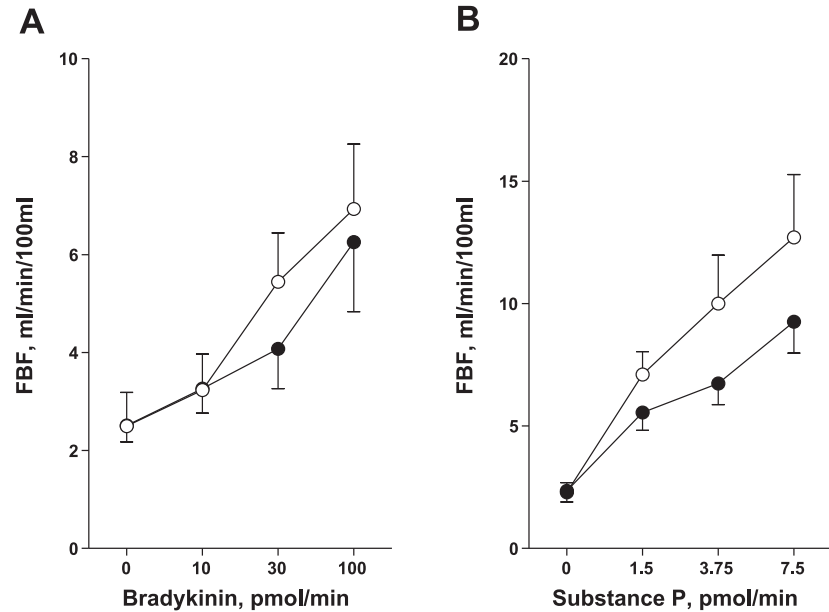 A
10
8
6
4
2
0
FBF, ml/min/100ml
0 10 30 100
Bradykinin, pmol/min
B
20
15
10
5
0
FBF, ml/min/100ml
0 1.5 3.75 7.5
Substance P, pmol/min